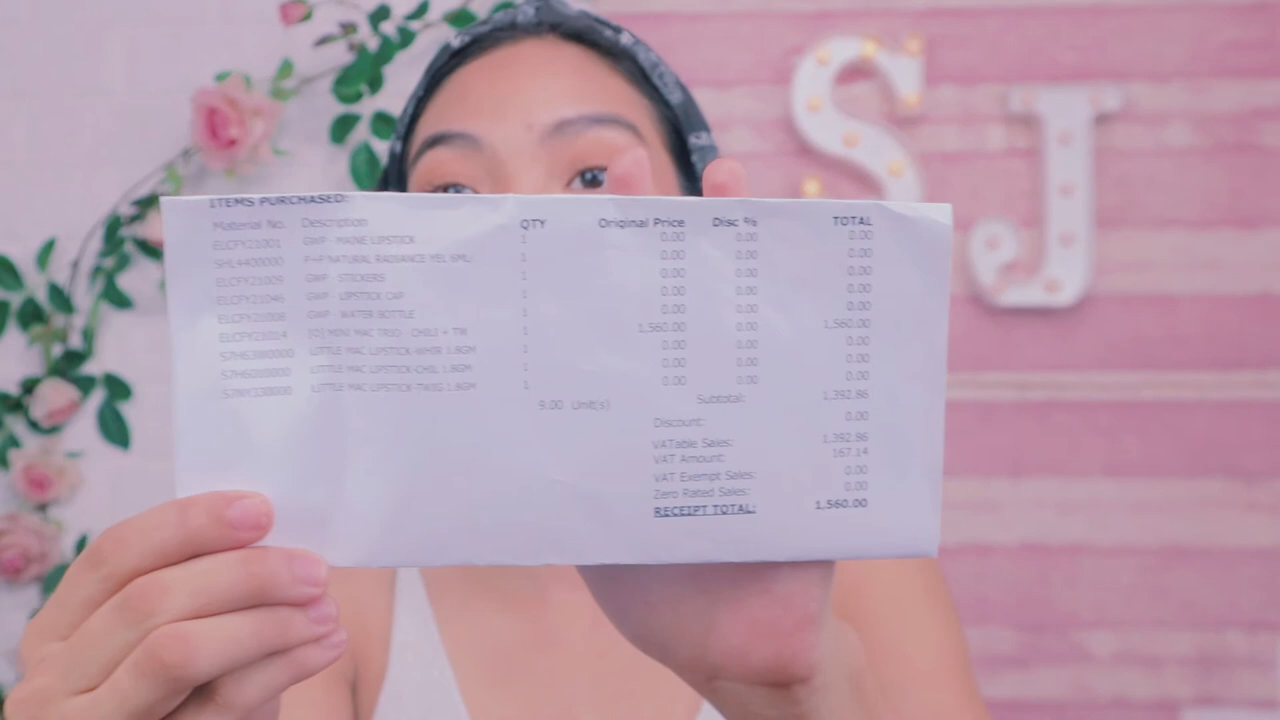 S J
ITEMS PURCHASED:
Material No. Description QTY Original Price Disc % TOTAL
ELCFY21001 GWP - MAINE LIPSTICK 1 0.00 0.00 0.00
SHL4400000 F+F NATURAL RADIANCE YEL 6ML 1 0.00 0.00 0.00
ELCFY21009 GWP - STICKERS 1 0.00 0.00 0.00
ELCFY21046 GWP - LIPSTICK CAP 1 0.00 0.00 0.00
ELCFY21008 GWP - WATER BOTTLE 1 0.00 0.00 0.00
ELCFY21014 MINI MAC TRIO - CHILI + TW 1 1,560.00 0.00 1,560.00
LITTLE MAC LIPSTICK-WHIR 1.8GM 1 0.00 0.00 0.00
LITTLE MAC LIPSTICK-CHIL 1.8GM 1 0.00 0.00 0.00
LITTLE MAC LIPSTICK-TWIG 1.8GM 1 0.00 0.00 0.00
9.00 Unit(s) Subtotal: 1,392.86
Discount: 0.00
VATable Sales: 1,392.86
VAT Amount: 167.14
VAT Exempt Sales: 0.00
Zero Rated Sales: 0.00
RECEIPT TOTAL: 1,560.00